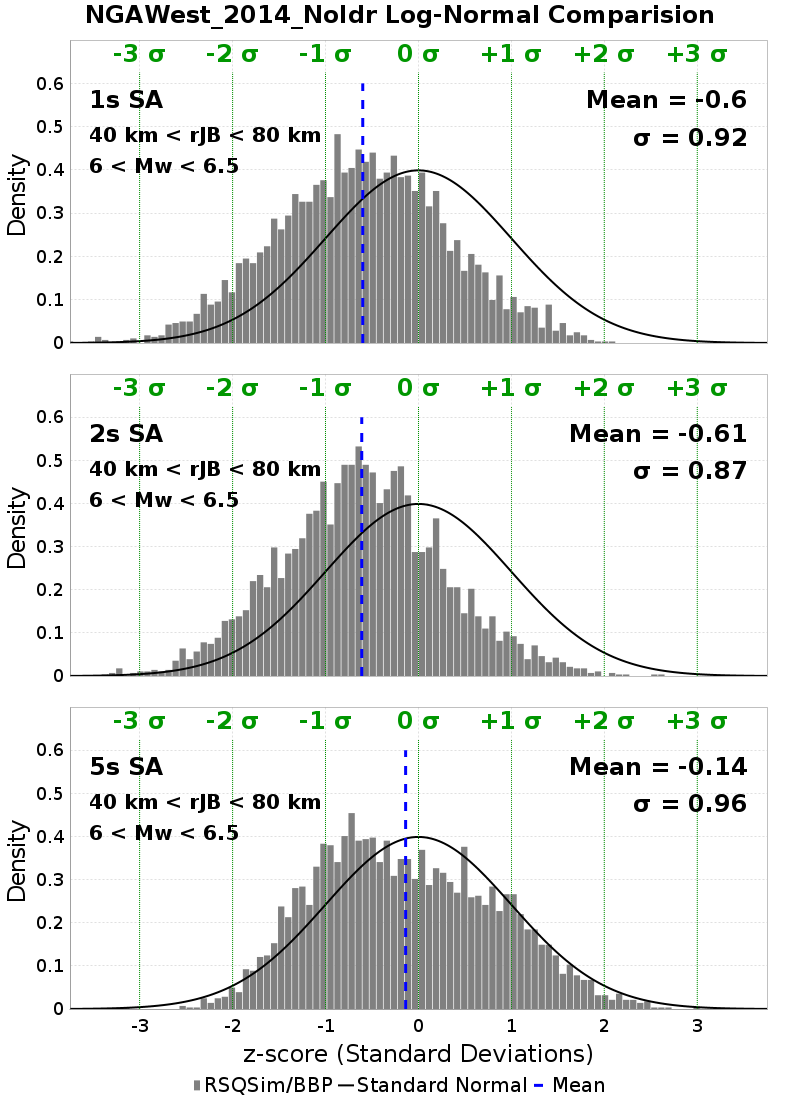 NGAWest_2014_NoIdr Log-Normal Comparision
-3 σ -2 σ -1 σ 0 σ +1 σ +2 σ +3 σ
0.6
1s SA
Mean = -0.6
0.5
40 km < rJB < 80 km
σ = 0.92
0.4
6 < Mw < 6.5
0.3
0.2
0.1
0
Density
-3 σ -2 σ -1 σ 0 σ +1 σ +2 σ +3 σ
0.6
2s SA
Mean = -0.61
0.5
40 km < rJB < 80 km
σ = 0.87
0.4
6 < Mw < 6.5
0.3
0.2
0.1
0
Density
-3 σ -2 σ -1 σ 0 σ +1 σ +2 σ +3 σ
0.6
5s SA
Mean = -0.14
0.5
40 km < rJB < 80 km
σ = 0.96
0.4
6 < Mw < 6.5
0.3
0.2
0.1
0
Density
-3 -2 -1 0 1 2 3
z-score (Standard Deviations)
RSQSim/BBP Standard Normal Mean